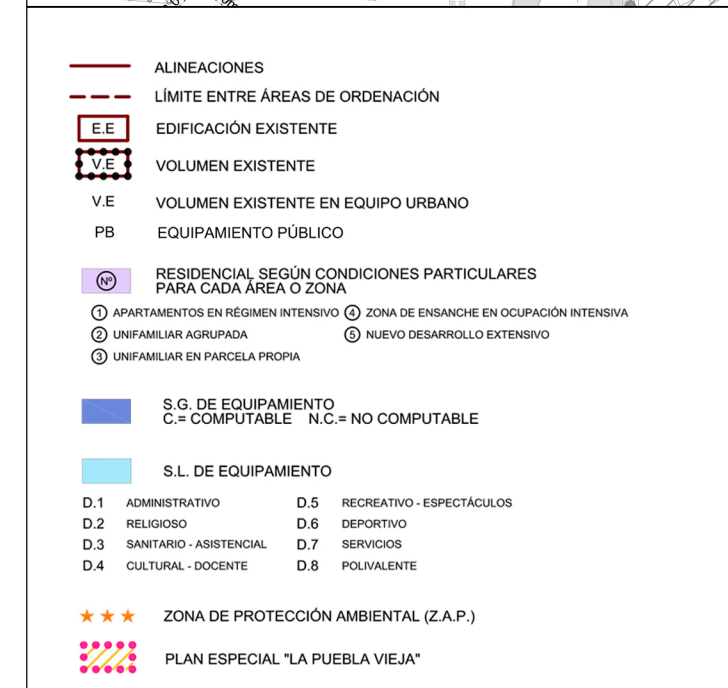 ALINEACIONES
LÍMITE ENTRE ÁREAS DE ORDENACIÓN
E.E EDIFICACIÓN EXISTENTE
V.E VOLUMEN EXISTENTE
V.E VOLUMEN EXISTENTE EN EQUIPO URBANO
PB EQUIPAMIENTO PÚBLICO
Nº RESIDENCIAL SEGÚN CONDICIONES PARTICULARES
PARA CADA ÁREA O ZONA
1 APARTAMENTOS EN RÉGIMEN INTENSIVO 4 ZONA DE ENSANCHE EN OCUPACIÓN INTENSIVA
2 UNIFAMILIAR AGRUPADA 5 NUEVO DESARROLLO EXTENSIVO
3 UNIFAMILIAR EN PARCELA PROPIA
S.G. DE EQUIPAMIENTO
C.= COMPUTABLE N.C.= NO COMPUTABLE
S.L. DE EQUIPAMIENTO
D.1 ADMINISTRATIVO D.5 RECREATIVO - ESPECTÁCULOS
D.2 RELIGIOSO D.6 DEPORTIVO
D.3 SANITARIO - ASISTENCIAL D.7 SERVICIOS
D.4 CULTURAL - DOCENTE D.8 POLIVALENTE
ZONA DE PROTECCIÓN AMBIENTAL (Z.A.P.)
PLAN ESPECIAL "LA PUEBLA VIEJA"